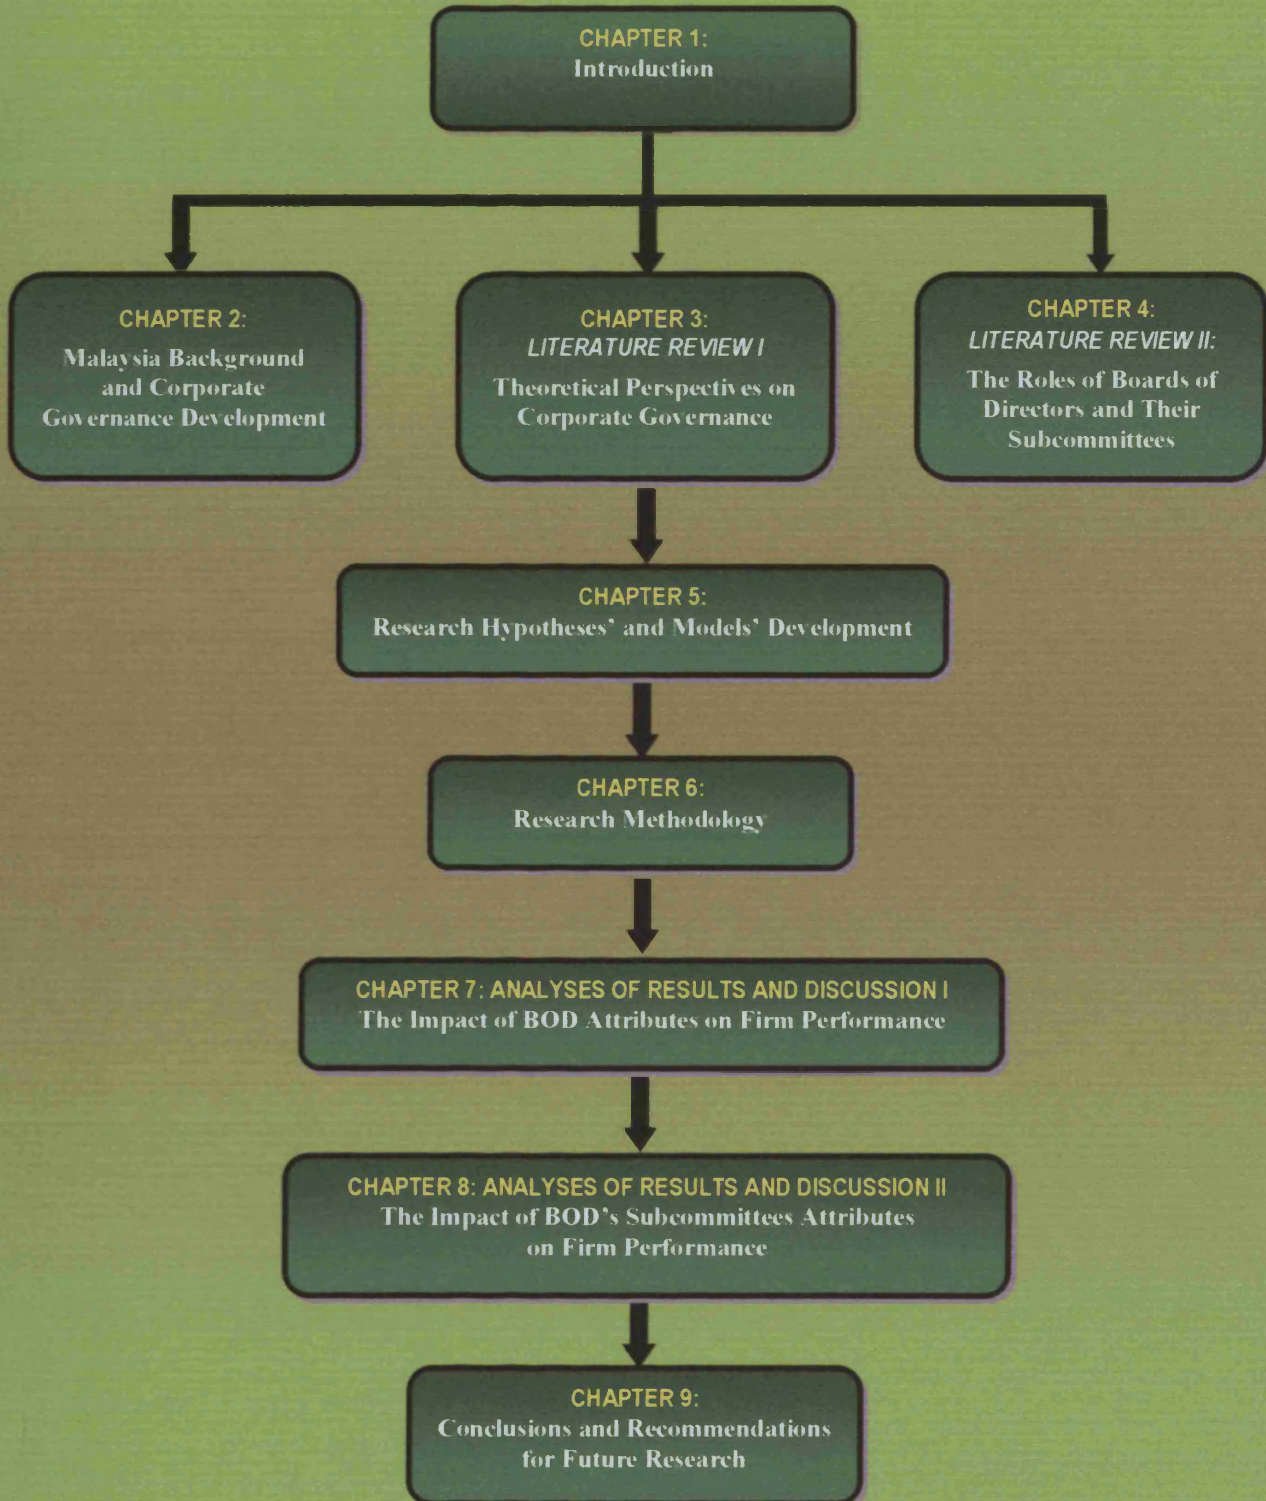 CHAPTER 1:
Introduction
CHAPTER 2:
Malaysia Background
and Corporate
Governance Development
CHAPTER 3:
LITERATURE REVIEW I
Theoretical Perspectives on
Corporate Governance
CHAPTER 4:
LITERATURE REVIEW II:
The Roles of Boards of
Directors and Their
Subcommittees
CHAPTER 5:
Research Hypotheses' and Models' Development
CHAPTER 6:
Research Methodology
CHAPTER 7: ANALYSES OF RESULTS AND DISCUSSION I
The Impact of BOD Attributes on Firm Performance
CHAPTER 8: ANALYSES OF RESULTS AND DISCUSSION II
The Impact of BOD's Subcommittees Attributes
on Firm Performance
CHAPTER 9:
Conclusions and Recommendations
for Future Research